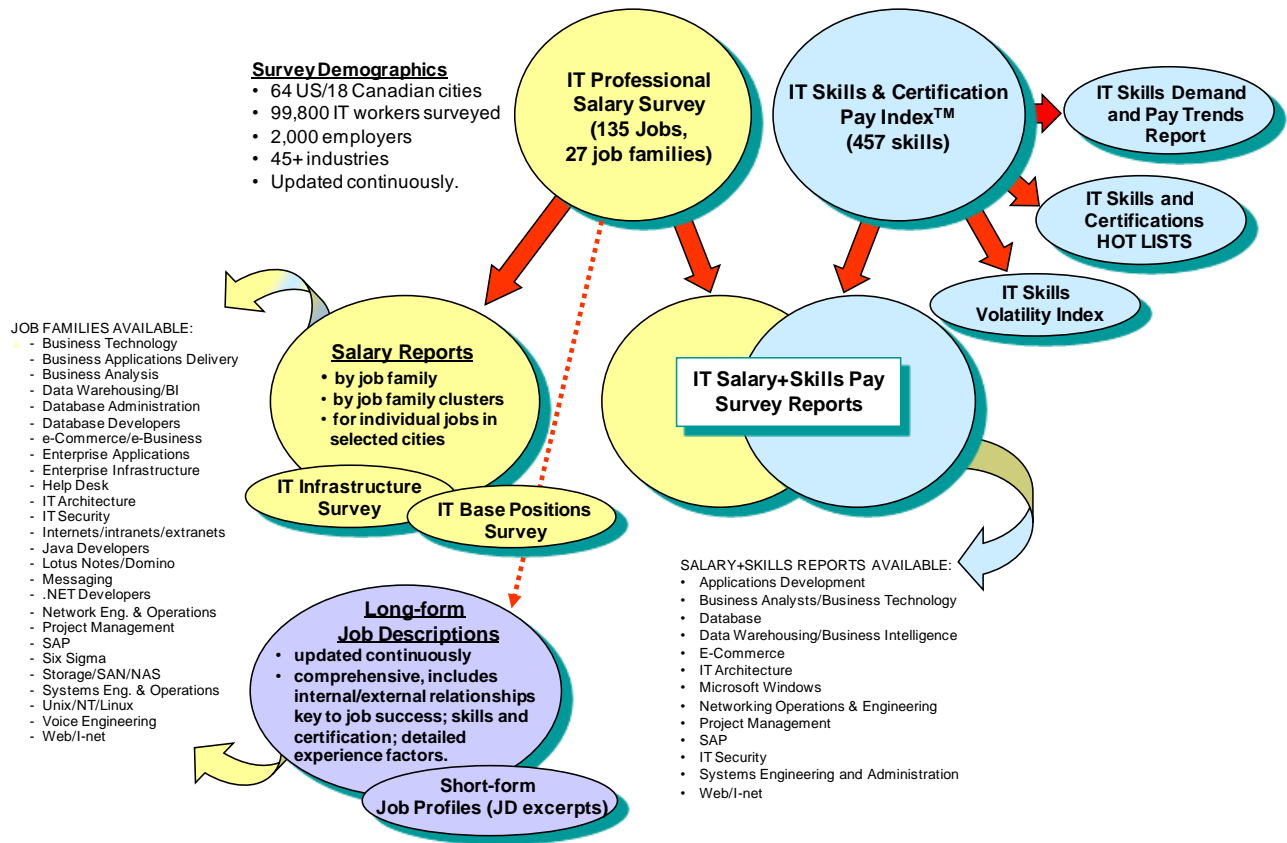 Survey Demographics
• 64 US/18 Canadian cities
• 99,800 IT workers surveyed
• 2,000 employers
• 45+ industries
• Updated continuously.
IT Professional
Salary Survey
(135 Jobs,
27 job families)
IT Skills & Certification
Pay Index™
(457 skills)
IT Skills Demand
and Pay Trends
Report
IT Skills and
Certifications
HOT LISTS
IT Skills
Volatility Index
JOB FAMILIES AVAILABLE:
- Business Technology
- Business Applications Delivery
- Business Analysis
- Data Warehousing/BI
- Database Administration
- Database Developers
- e-Commerce/e-Business
- Enterprise Applications
- Enterprise Infrastructure
- Help Desk
- IT Architecture
- IT Security
- Internets/intranets/extranets
- Java Developers
- Lotus Notes/Domino
- Messaging
- .NET Developers
- Network Eng. & Operations
- Project Management
- SAP
- Six Sigma
- Storage/SAN/NAS
- Systems Eng. & Operations
- Unix/NT/Linux
- Voice Engineering
- Web/I-net
Salary Reports
• by job family
• by job family clusters
• for individual jobs in
selected cities
IT Infrastructure
Survey
IT Base Positions
Survey
IT Salary+Skills Pay
Survey Reports
Long-form
Job Descriptions
• updated continuously
• comprehensive, includes
internal/external relationships
key to job success; skills and
certification; detailed
experience factors.
Short-form
Job Profiles (JD excerpts)
SALARY+SKILLS REPORTS AVAILABLE:
• Applications Development
• Business Analysts/Business Technology
• Database
• Data Warehousing/Business Intelligence
• E-Commerce
• IT Architecture
• Microsoft Windows
• Networking Operations & Engineering
• Project Management
• SAP
• IT Security
• Systems Engineering and Administration
• Web/I-net